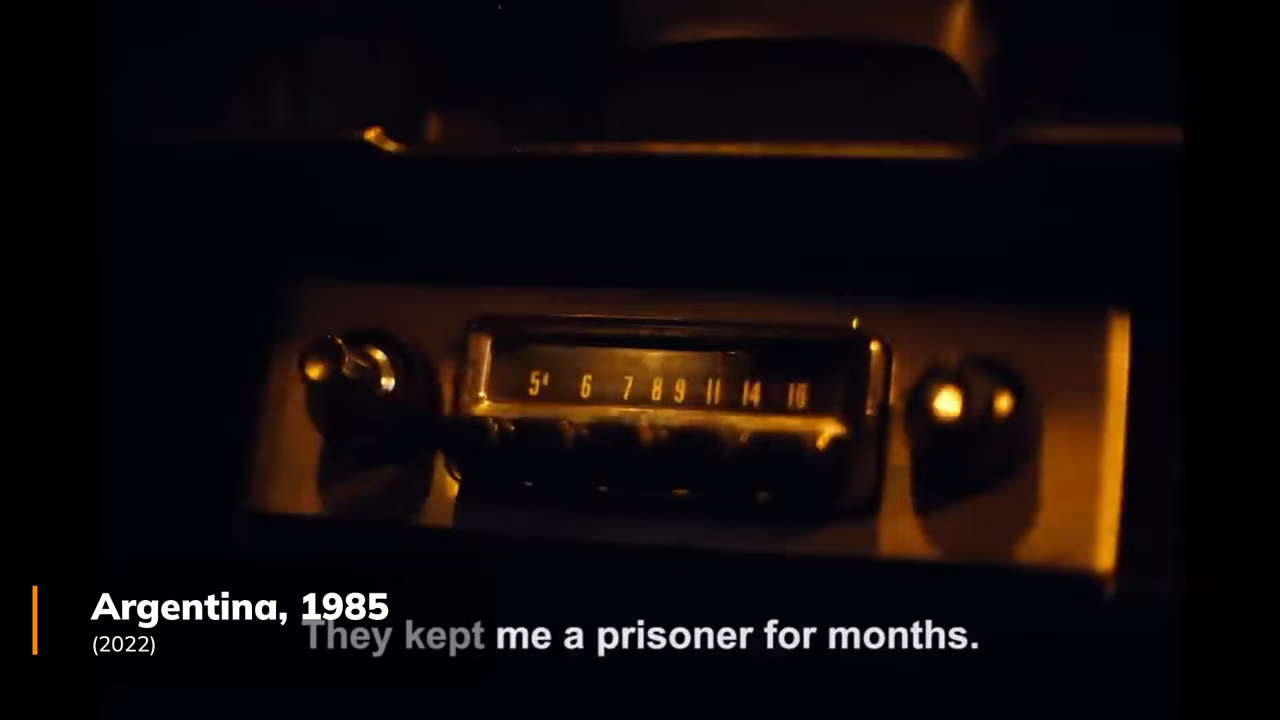 5⁴ 6 7 8 9 11 14 16
Argentina, 1985
(2022)
They kept me a prisoner for months.